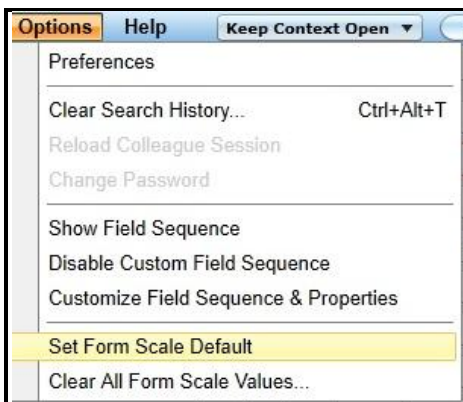 Options Help Keep Context Open
Preferences
Clear Search History... Ctrl+Alt+T
Reload Colleague Session
Change Password
Show Field Sequence
Disable Custom Field Sequence
Customize Field Sequence & Properties
Set Form Scale Default
Clear All Form Scale Values...